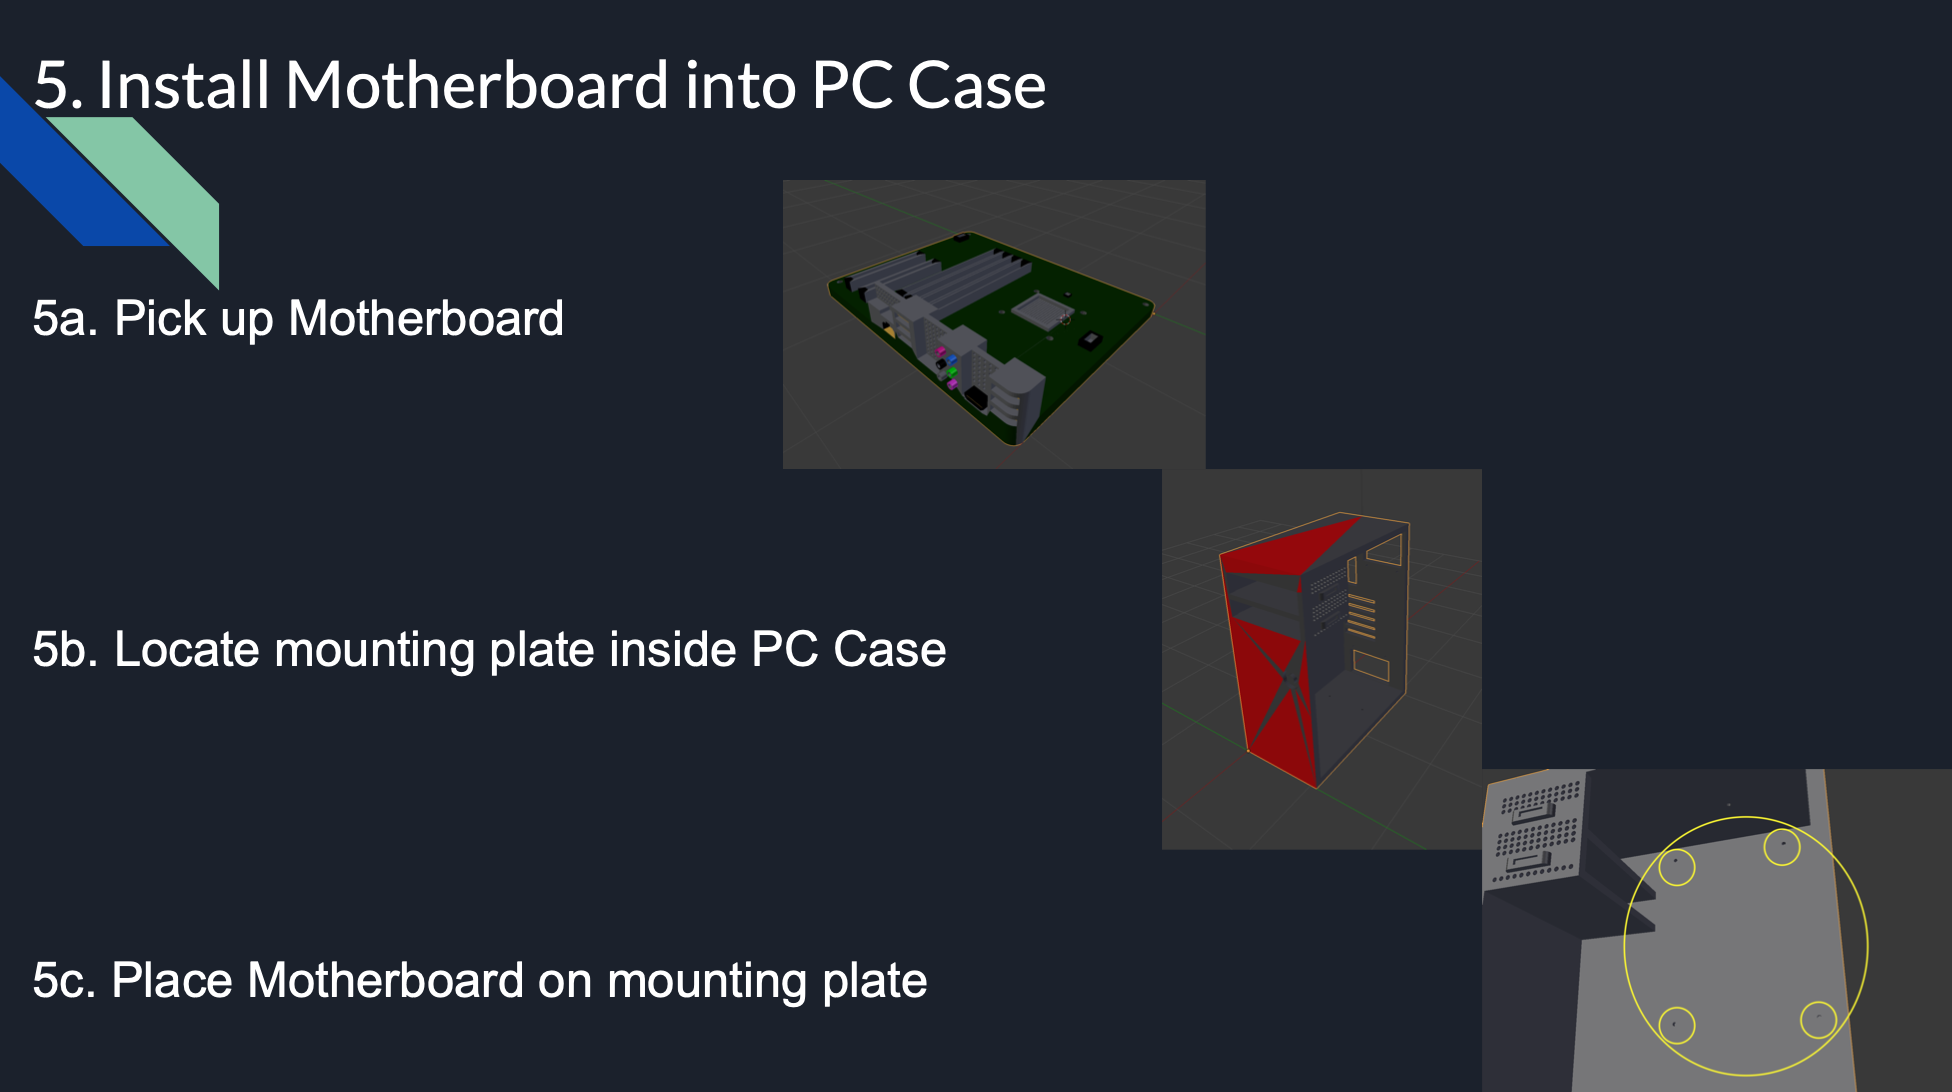 5. Install Motherboard into PC Case
5a. Pick up Motherboard
5b. Locate mounting plate inside PC Case
5c. Place Motherboard on mounting plate